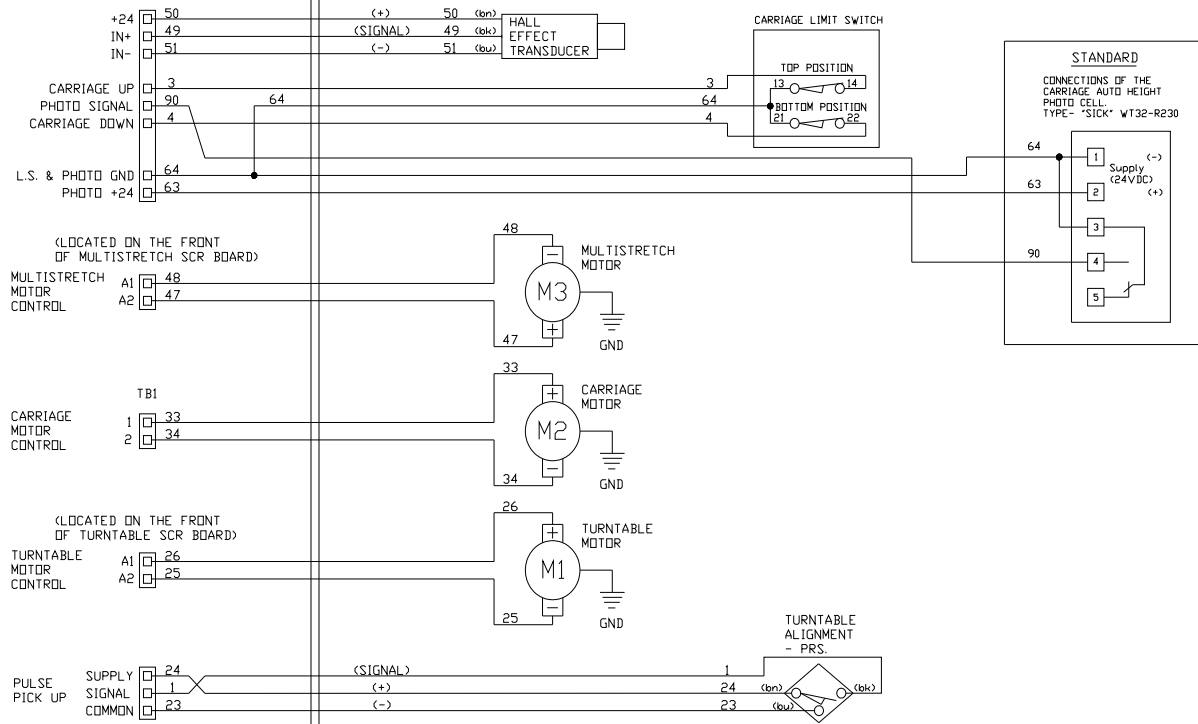 +24 50 (+) 50 (bn)
IN+ 49 (SIGNAL) 49 (bk)
IN- 51 (-) 51 (bu)
HALL
EFFECT
TRANSDUCER
CARRIAGE UP 3 3
PHOTO SIGNAL 90 64 64
CARRIAGE DOWN 4 4
L.S. & PHOTO GND 64
PHOTO +24 63
CARRIAGE LIMIT SWITCH
TOP POSITION
13 14
BOTTOM POSITION
21 22
STANDARD
CONNECTIONS OF THE
CARRIAGE AUTO HEIGHT
PHOTO CELL.
TYPE- "SICK" WT32-R230
64 1 (-)
Supply
(24VDC)
63 2 (+)
3
90 4
5
(LOCATED ON THE FRONT
OF MULTISTRETCH SCR BOARD)
MULTISTRETCH
MOTOR
CONTROL
A1 48
A2 47
48
-
M3
+
47
MULTISTRETCH
MOTOR
GND
TB1
CARRIAGE
MOTOR
CONTROL
1 33
2 34
33
+
M2
-
34
CARRIAGE
MOTOR
GND
(LOCATED ON THE FRONT
OF TURNTABLE SCR BOARD)
TURNTABLE
MOTOR
CONTROL
A1 26
A2 25
26
+
M1
-
25
TURNTABLE
MOTOR
GND
PULSE
PICK UP
SUPPLY 24 (SIGNAL) 1
SIGNAL 1 (+) 24 (bn) (bk)
COMMON 23 (-) 23 (bu)
TURNTABLE
ALIGNMENT
- PRS.